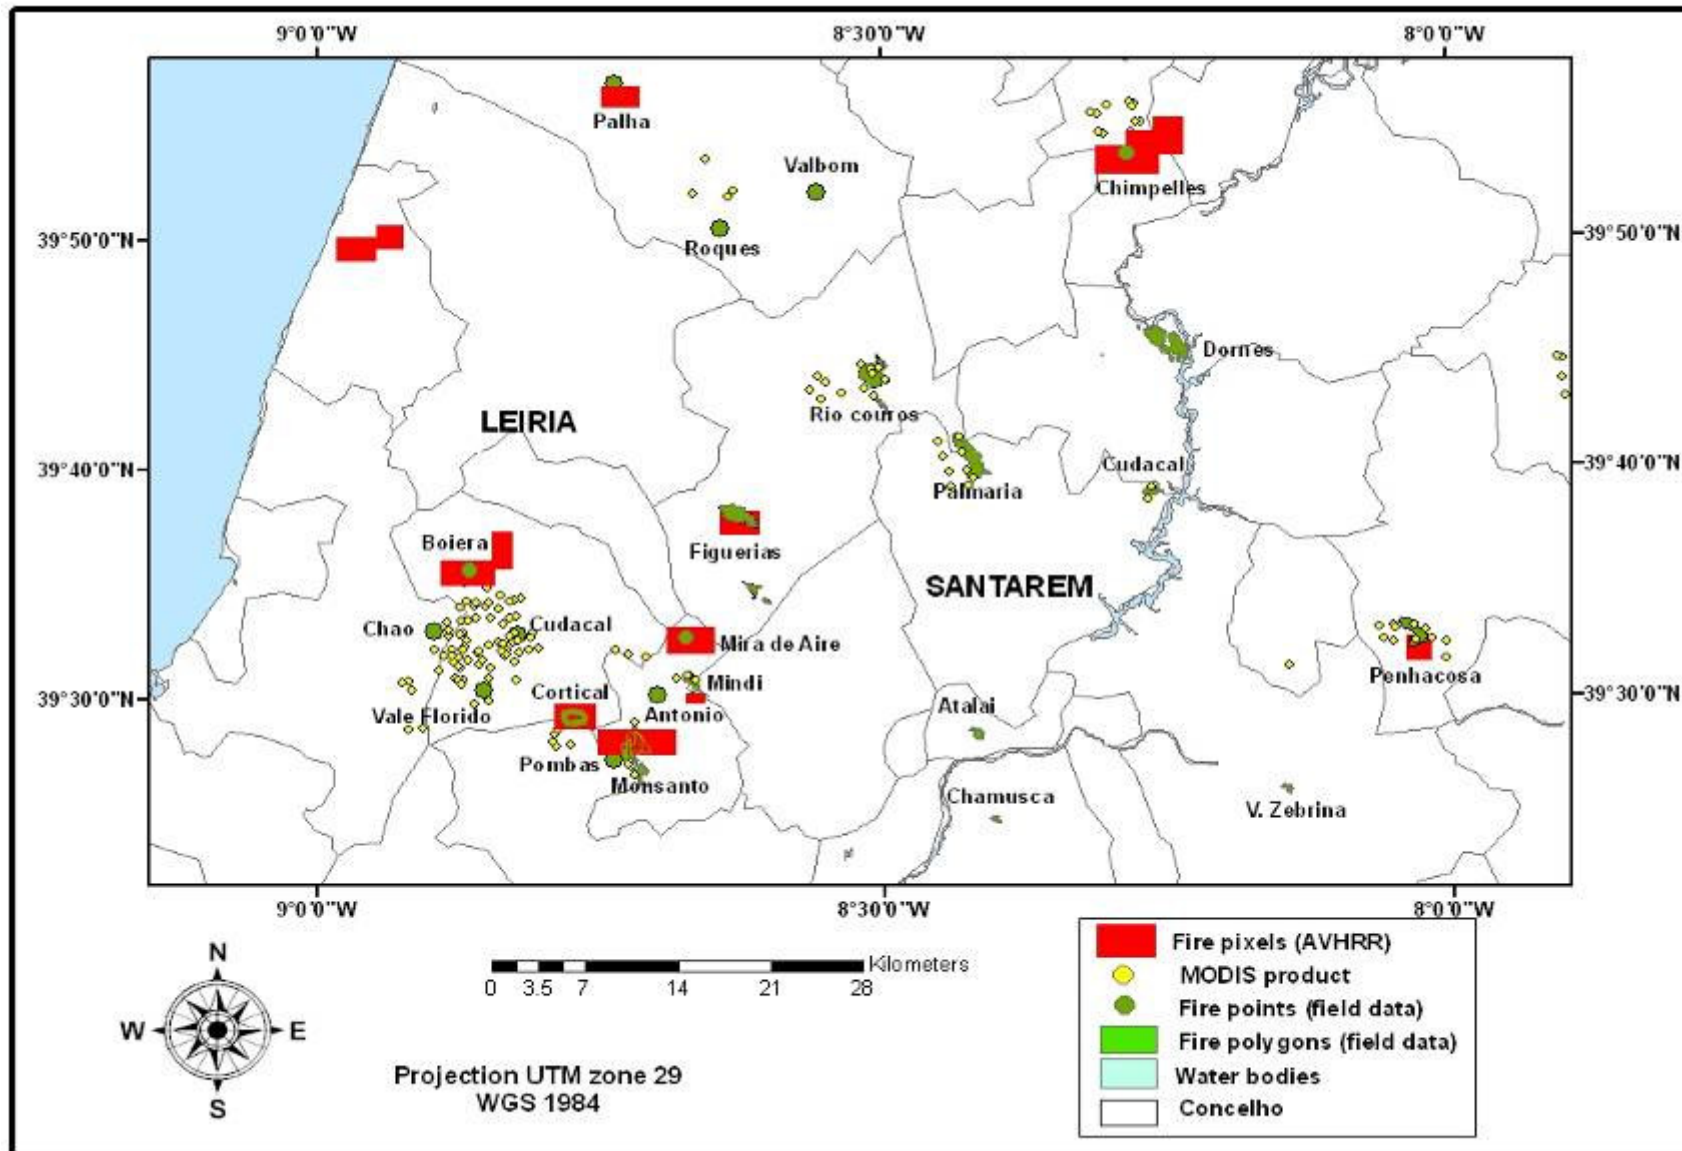 9°0'0"W 8°30'0"W 8°0'0"W
Palha
Valbom
Chimpelles
39°50'0"N 39°50'0"N
Roques
Dornes
Rio couros
LEIRIA
39°40'0"N 39°40'0"N
Cudacal
Palmaria
Boiera
Figuerias
SANTAREM
Chao
Cudacal
Mira de Aire
Penhacosa
Mindi
39°30'0"N 39°30'0"N
Cortical
Vale Florido
Antonio
Atalai
Pombas
Monsanto
Chamusca
V. Zebrina
9°0'0"W 8°30'0"W 8°0'0"W
N
W E
S
Kilometers
0 3.5 7 14 21 28
Projection UTM zone 29
WGS 1984
Fire pixels (AVHRR)
MODIS product
Fire points (field data)
Fire polygons (field data)
Water bodies
Concelho